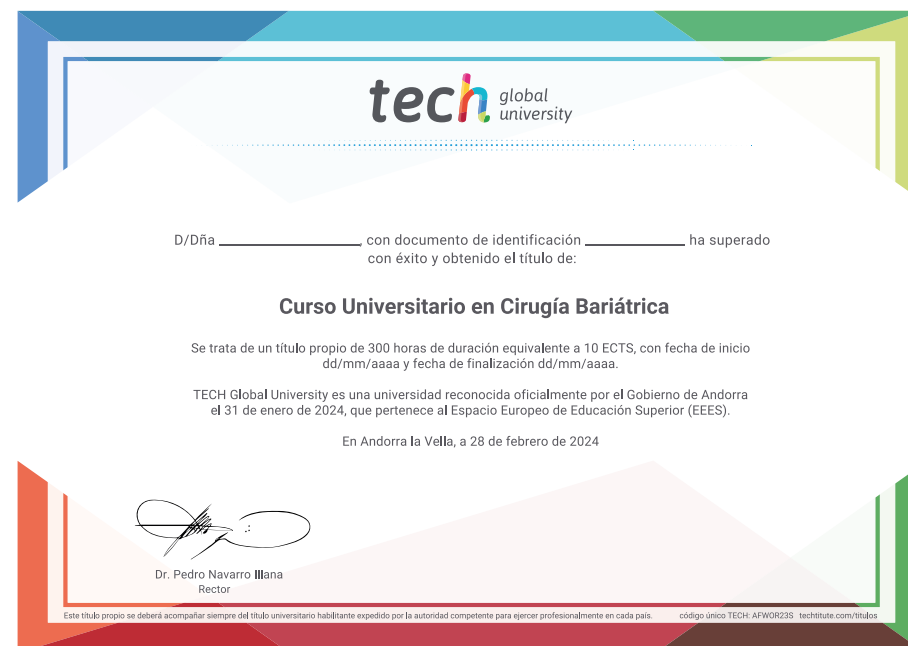 tech global university
D/Dña ____________________, con documento de identificación ______________ ha superado
con éxito y obtenido el título de:
Curso Universitario en Cirugía Bariátrica
Se trata de un título propio de 300 horas de duración equivalente a 10 ECTS, con fecha de inicio
dd/mm/aaaa y fecha de finalización dd/mm/aaaa.
TECH Global University es una universidad reconocida oficialmente por el Gobierno de Andorra
el 31 de enero de 2024, que pertenece al Espacio Europeo de Educación Superior (EEES).
En Andorra la Vella, a 28 de febrero de 2024
Dr. Pedro Navarro Illana
Rector
Este título propio se deberá acompañar siempre del título universitario habilitante expedido por la autoridad competente para ejercer profesionalmente en cada país. código único TECH: AFWOR23S techtitute.com/titulos